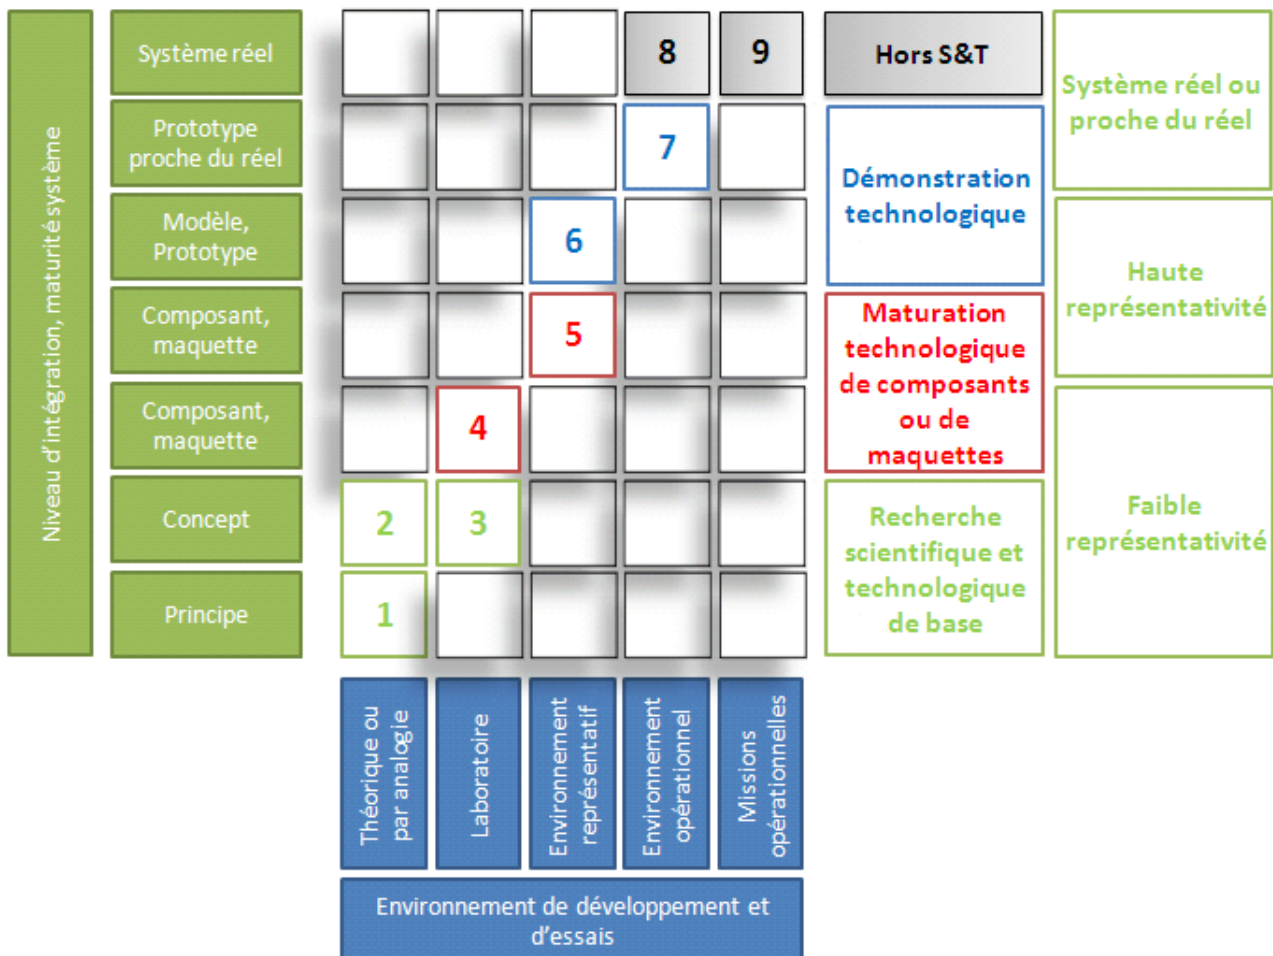 Niveau d'intégration, maturité système
Système réel
8
9
Hors S&T
Système réel ou
proche du réel
Prototype
proche du réel
7
Démonstration
technologique
Modèle,
Prototype
6
Haute
représentativité
Composant,
maquette
5
Maturation
technologique
de composants
ou de
maquettes
Composant,
maquette
4
Concept
2
3
Recherche
scientifique et
technologique
de base
Faible
représentativité
Principe
1
Théorique ou
par analogie
Laboratoire
Environnement
représentatif
Environnement
opérationnel
Missions
opérationnelles
Environnement de développement et
d'essais